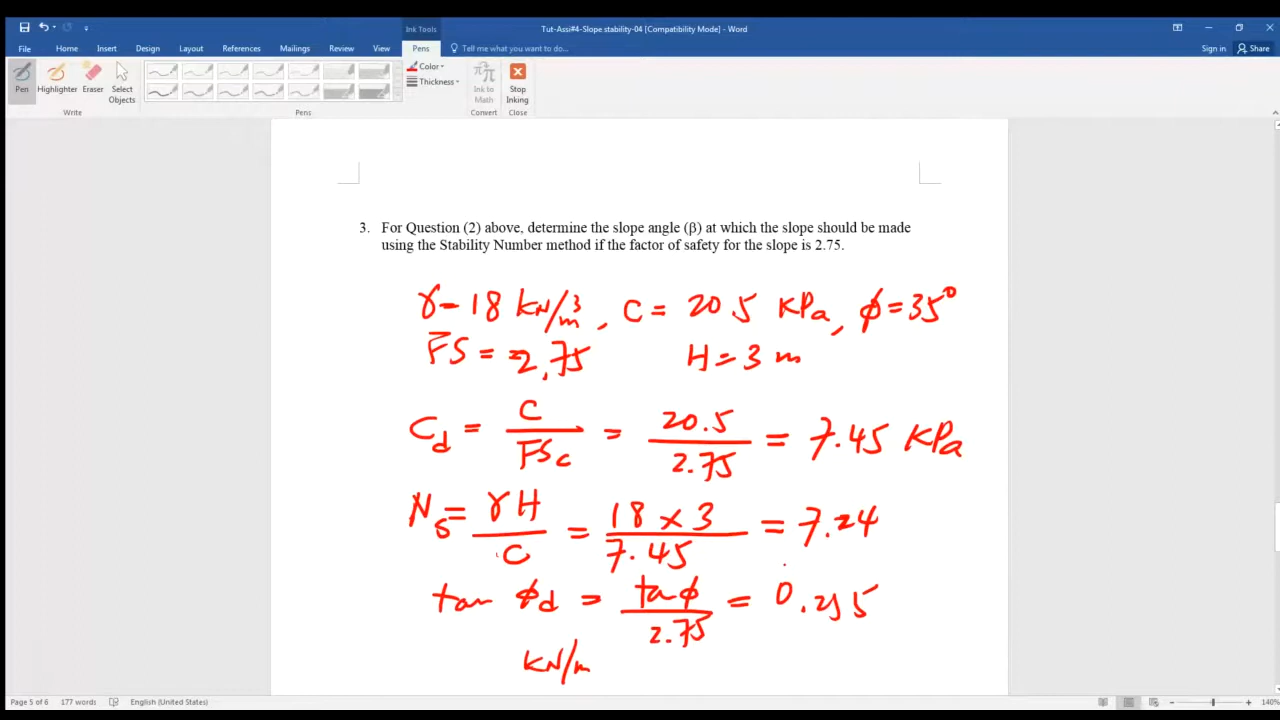 Ink Tools
Tut-Assi#4-Slope stability-04 [Compatibility Mode] - Word
File Home Insert Design Layout References Mailings Review View Pens Tell me what you want to do... Sign in Share
Pen Highlighter Eraser Select Objects
Color
Thickness
Ink to Math
Stop Inking
Write Pens Convert Close
3. For Question (2) above, determine the slope angle (β) at which the slope should be made
using the Stability Number method if the factor of safety for the slope is 2.75.
γ = 18 kN/m³, C = 20.5 KPa, ϕ = 35°
FS = 2.75 H = 3 m
Cd = C/FSc = 20.5/2.75 = 7.45 KPa
Ns = γH/C = 18 × 3/7.45 = 7.24
tan ϕd = taϕ/2.75 = 0.255
kN/m
Page 5 of 6 177 words English (United States) 140%